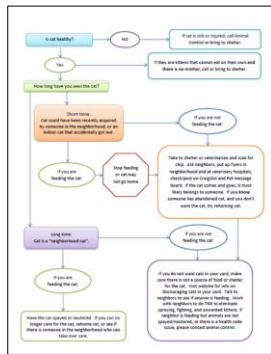 Is cat healthy?
NO
If cat is sick or injured, call Animal
Control or bring to shelter.
Yes
If they are kittens that cannot eat on their own and
there is no mother, call or bring to shelter.
How long have you seen the cat?
Short time:
Cat could have been recently acquired
by someone in the neighborhood, or an
indoor cat that accidentally got out.
If you are not
feeding the cat:
If you are
feeding the cat:
Stop feeding
or cat may
not go home
Take to shelter or veterinarian and scan for
chip. Ask neighbors, put up flyers in
neighborhood and at veterinary hospitals,
check/post on Craigslist and Pet message
board. If the cat comes and goes, it most
likely belongs to someone. If you know
someone has abandoned cat, and you don't
want the cat, try rehoming cat.
Long time:
Cat is a "neighborhood cat".
If you are not
feeding the cat:
If you are
feeding the cat:
If you do not want cats in your yard, make
sure there is not a source of food or shelter
for them. Visit website for info on
discouraging cats in your yard. Talk to
neighbors to see if anyone is feeding. Work
with neighbors to do TNR to eliminate
spraying, fighting, and unwanted kittens. If
neighbor is feeding but animals are not
spayed/neutered, or there is a health code
issue, please contact animal control.
Have the cat spayed or neutered. If you can no
longer care for the cat, rehome cat, or see if
there is someone in the neighborhood who can
take over care.